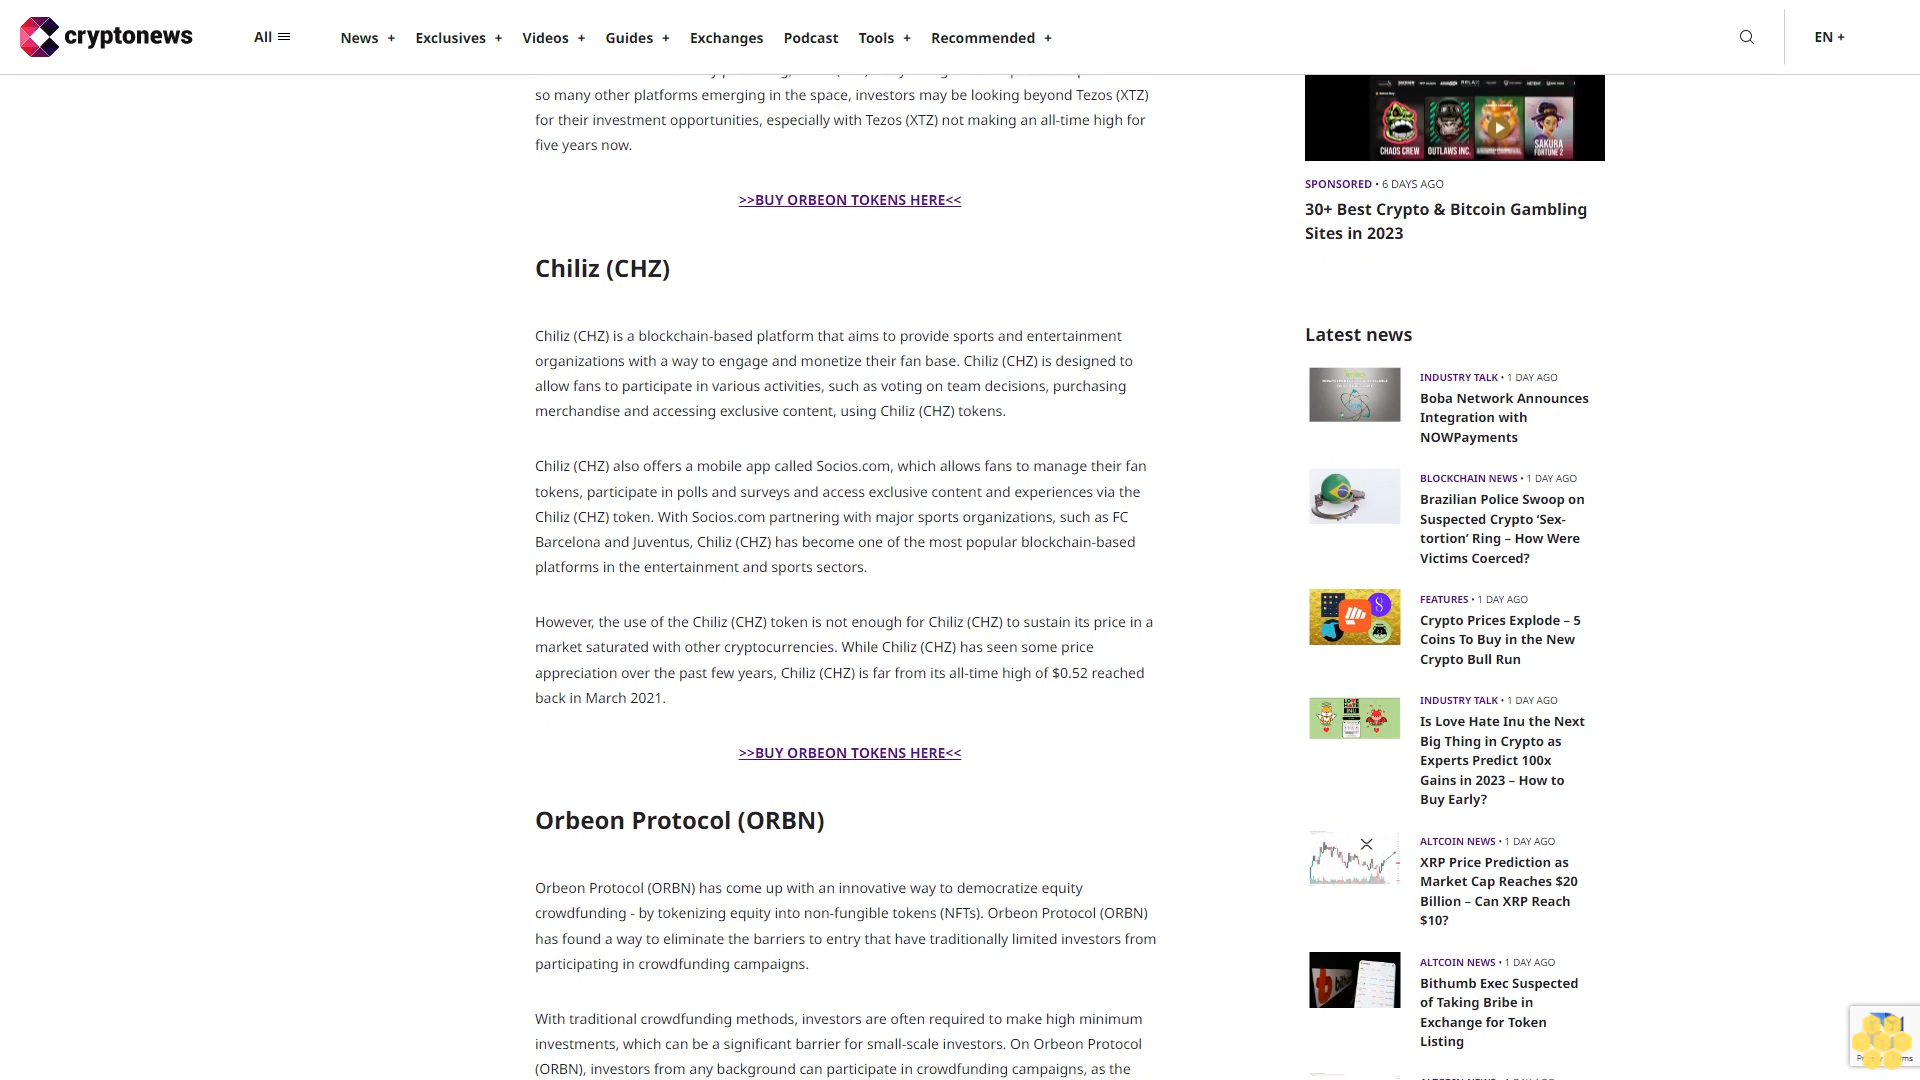 cryptonews
All
News +
Exclusives +
Videos +
Guides +
Exchanges
Podcast
Tools +
Recommended +
EN +
so many other platforms emerging in the space, investors may be looking beyond Tezos (XTZ)
for their investment opportunities, especially with Tezos (XTZ) not making an all-time high for
five years now.
>>BUY ORBEON TOKENS HERE<<
Chiliz (CHZ)
Chiliz (CHZ) is a blockchain-based platform that aims to provide sports and entertainment
organizations with a way to engage and monetize their fan base. Chiliz (CHZ) is designed to
allow fans to participate in various activities, such as voting on team decisions, purchasing
merchandise and accessing exclusive content, using Chiliz (CHZ) tokens.
Chiliz (CHZ) also offers a mobile app called Socios.com, which allows fans to manage their fan
tokens, participate in polls and surveys and access exclusive content and experiences via the
Chiliz (CHZ) token. With Socios.com partnering with major sports organizations, such as FC
Barcelona and Juventus, Chiliz (CHZ) has become one of the most popular blockchain-based
platforms in the entertainment and sports sectors.
However, the use of the Chiliz (CHZ) token is not enough for Chiliz (CHZ) to sustain its price in a
market saturated with other cryptocurrencies. While Chiliz (CHZ) has seen some price
appreciation over the past few years, Chiliz (CHZ) is far from its all-time high of $0.52 reached
back in March 2021.
>>BUY ORBEON TOKENS HERE<<
Orbeon Protocol (ORBN)
Orbeon Protocol (ORBN) has come up with an innovative way to democratize equity
crowdfunding - by tokenizing equity into non-fungible tokens (NFTs). Orbeon Protocol (ORBN)
has found a way to eliminate the barriers to entry that have traditionally limited investors from
participating in crowdfunding campaigns.
With traditional crowdfunding methods, investors are often required to make high minimum
investments, which can be a significant barrier for small-scale investors. On Orbeon Protocol
(ORBN), investors from any background can participate in crowdfunding campaigns, as the
CHAOS CREW
OUTLAWS INC.
SAKURA
FORTUNE 2
SPONSORED • 6 DAYS AGO
30+ Best Crypto & Bitcoin Gambling
Sites in 2023
Latest news
INDUSTRY TALK • 1 DAY AGO
Boba Network Announces
Integration with
NOWPayments
BLOCKCHAIN NEWS • 1 DAY AGO
Brazilian Police Swoop on
Suspected Crypto ‘Sex-
tortion’ Ring – How Were
Victims Coerced?
FEATURES • 1 DAY AGO
Crypto Prices Explode – 5
Coins To Buy in the New
Crypto Bull Run
INDUSTRY TALK • 1 DAY AGO
Is Love Hate Inu the Next
Big Thing in Crypto as
Experts Predict 100x
Gains in 2023 – How to
Buy Early?
ALTCOIN NEWS • 1 DAY AGO
XRP Price Prediction as
Market Cap Reaches $20
Billion – Can XRP Reach
$10?
ALTCOIN NEWS • 1 DAY AGO
Bithumb Exec Suspected
of Taking Bribe in
Exchange for Token
Listing